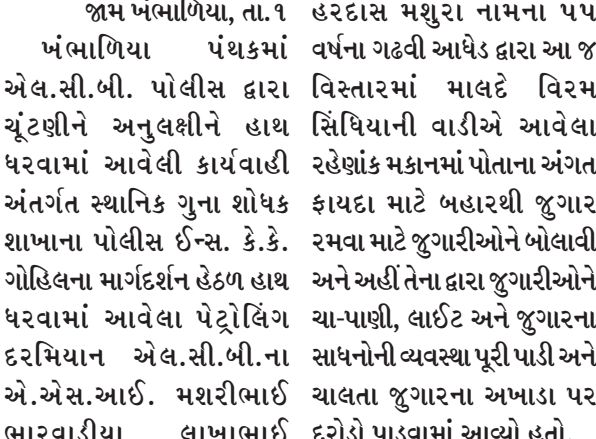 જામ ખંભાળિયા, તા.૧
ખંભાળિયા પંથકમાં
એલ.સી.બી. પોલીસ દ્વારા
ચૂંટણીને અનુલક્ષીને હાથ
ધરવામાં આવેલી કાર્યવાહી
અંતર્ગત સ્થાનિક ગુના શોધક
શાખાના પોલીસ ઈન્સ. કે.કે.
ગોહિલના માર્ગદર્શન હેઠળ હાથ
ધરવામાં આવેલા પેટ્રોલિંગ
દરમિયાન એલ.સી.બી.ના
એ.એસ.આઈ. મશરીભાઈ
ભારવાડીયા લાખાભાઈ
હરદાસ મશુરા નામના ૫૫
વર્ષના ગઢવી આધેડ દ્વારા આ જ
વિસ્તારમાં માલદે વિરમ
સિંધિયાની વાડીએ આવેલા
રહેણાંક મકાનમાં પોતાના અંગત
ફાયદા માટે બહારથી જુગાર
રમવા માટે જુગારીઓને બોલાવી
અને અહીં તેના દ્વારા જુગારીઓને
ચા-પાણી, લાઈટ અને જુગારના
સાધનોની વ્યવસ્થા પૂરી પાડી અને
ચાલતા જુગારના અખાડા પર
દરોડો પાડવામાં આવ્યો હતો.